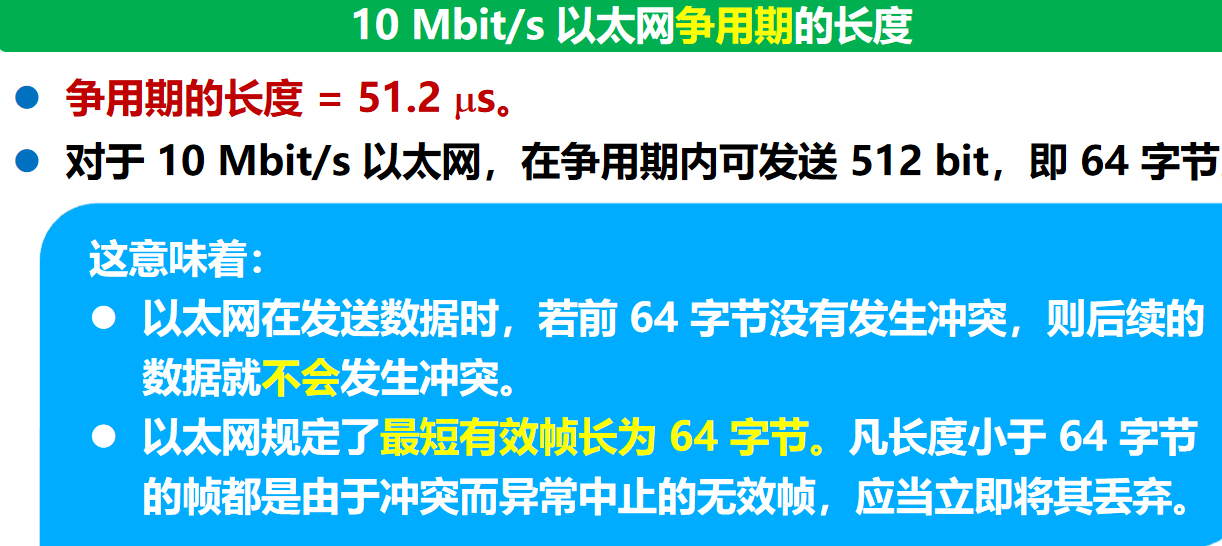 10 Mbit/s 以太网争用期的长度
争用期的长度 = 51.2 μs。
对于 10 Mbit/s 以太网，在争用期内可发送 512 bit，即 64 字节
这意味着：
以太网在发送数据时，若前 64 字节没有发生冲突，则后续的
数据就不会发生冲突。
以太网规定了最短有效帧长为 64 字节。凡长度小于 64 字节
的帧都是由于冲突而异常中止的无效帧，应当立即将其丢弃。